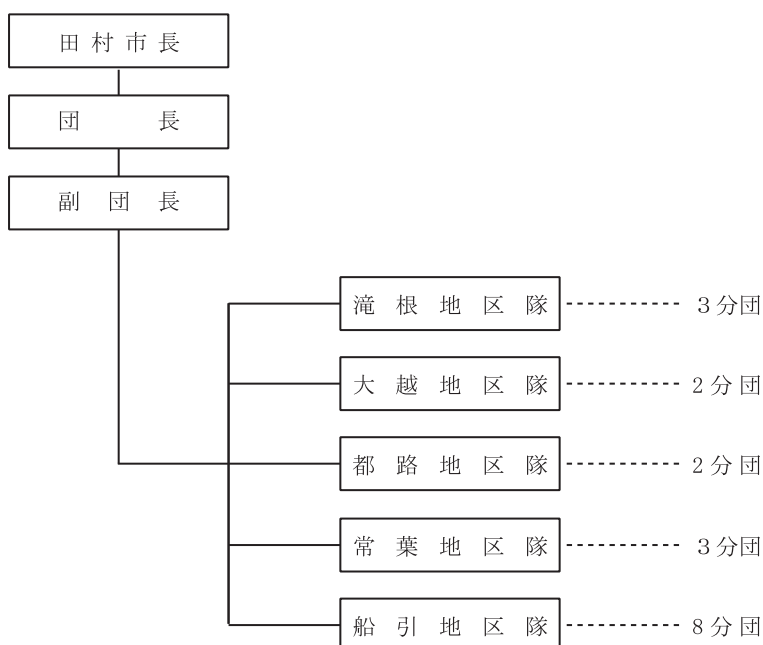 田村市長
団長
副団長
滝根地区隊 3分団
大越地区隊 2分団
都路地区隊 2分団
常葉地区隊 3分団
船引地区隊 8分団